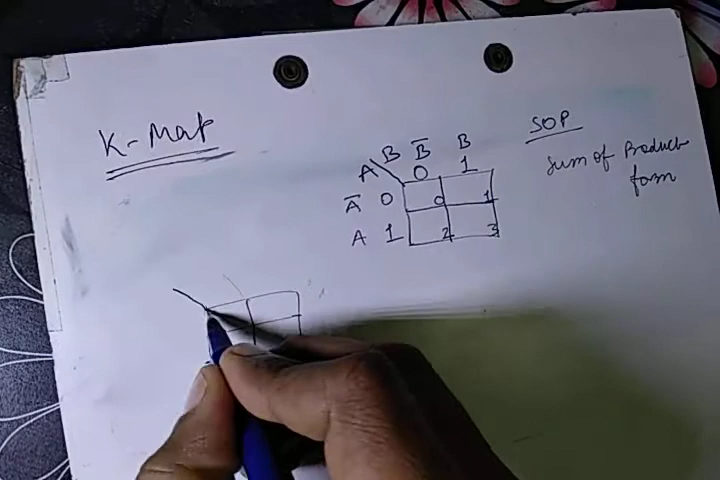 K-Map
SOP
Sum of Product
form
A B B̅ B
0 1
A̅ 0 0 1
A 1 2 3